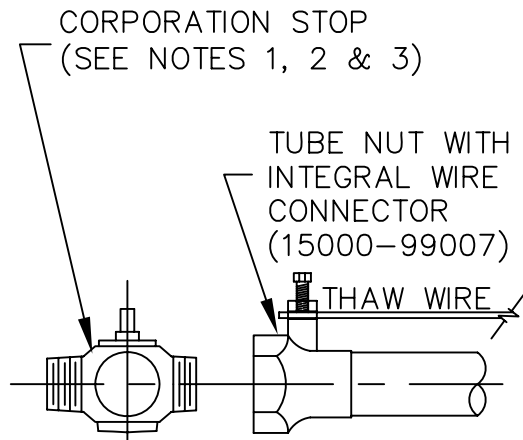 CORPORATION STOP
(SEE NOTES 1, 2 & 3)
TUBE NUT WITH
INTEGRAL WIRE
CONNECTOR
(15000-99007)
THAW WIRE